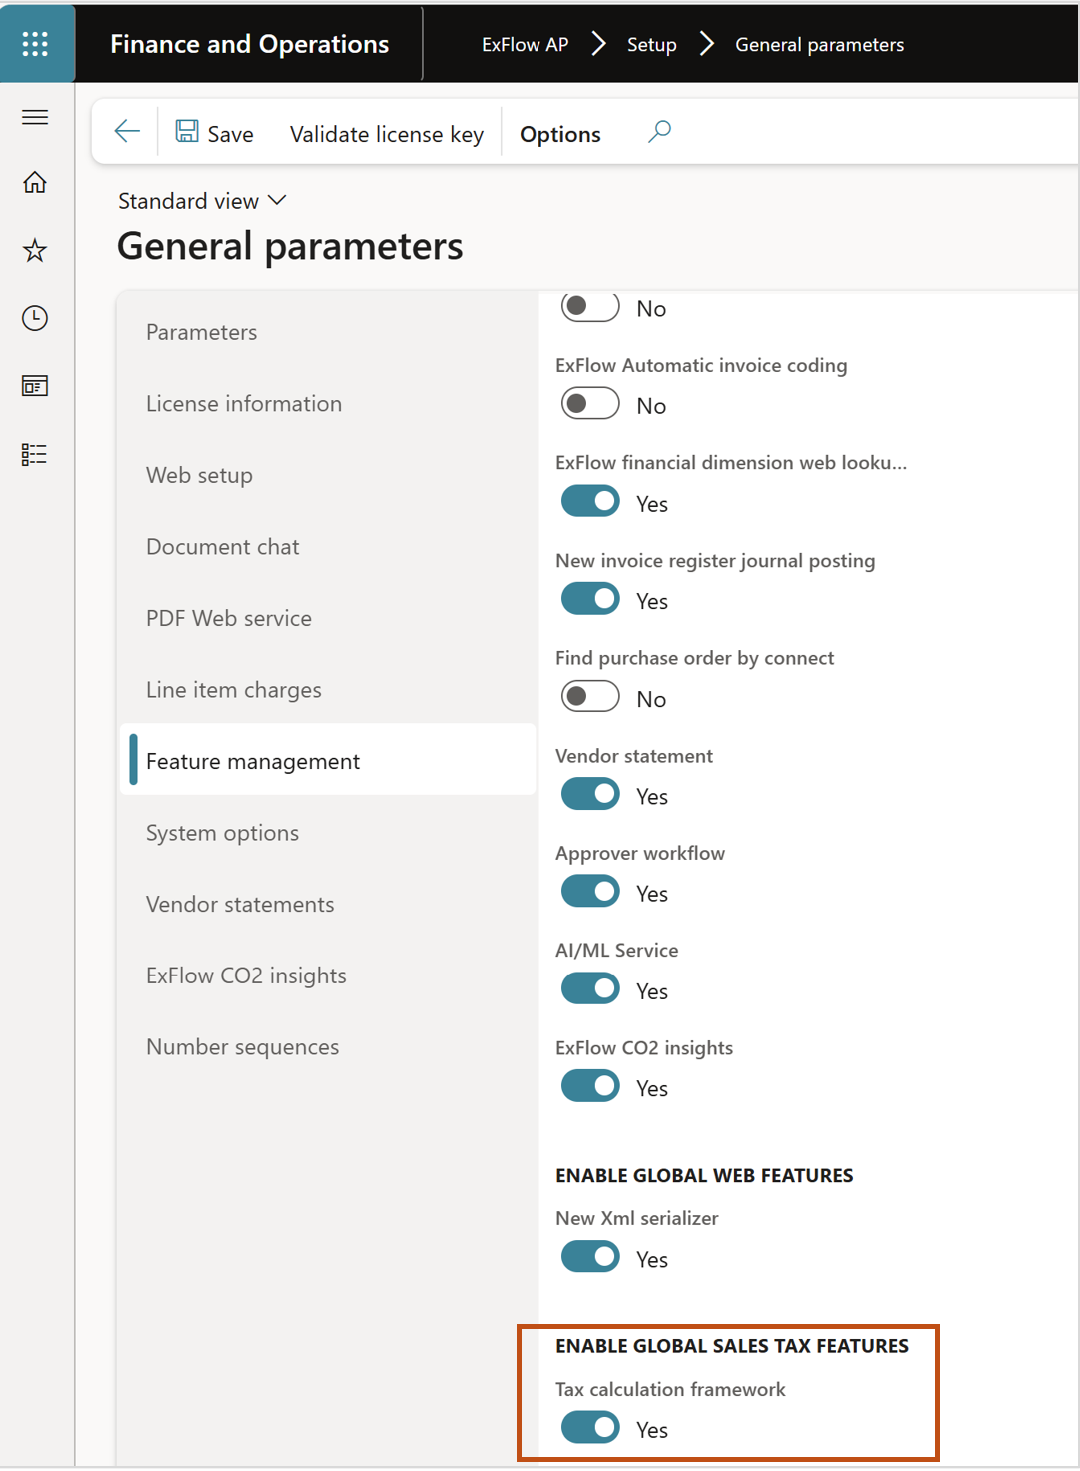 Finance and Operations
ExFlow AP > Setup > General parameters
Save
Validate license key
Options
Standard view
General parameters
Parameters
License information
Web setup
Document chat
PDF Web service
Line item charges
Feature management
System options
Vendor statements
ExFlow CO2 insights
Number sequences
No
ExFlow Automatic invoice coding
No
ExFlow financial dimension web looku...
Yes
New invoice register journal posting
Yes
Find purchase order by connect
No
Vendor statement
Yes
Approver workflow
Yes
AI/ML Service
Yes
ExFlow CO2 insights
Yes
ENABLE GLOBAL WEB FEATURES
New Xml serializer
Yes
ENABLE GLOBAL SALES TAX FEATURES
Tax calculation framework
Yes